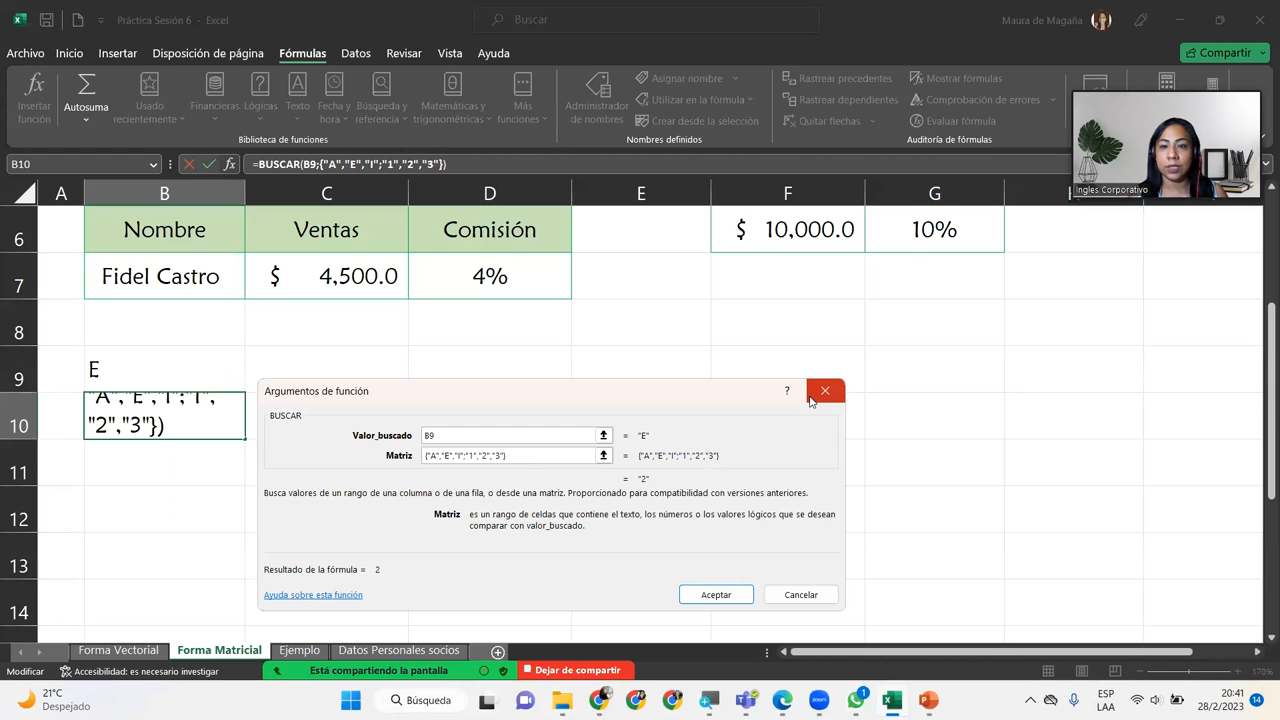 Práctica Sesión 6 - Excel
Buscar
Maura de Magaña
Archivo Inicio Insertar Disposición de página Fórmulas Datos Revisar Vista Ayuda
Compartir
Insertar función
Autosuma
Usado recientemente
Financieras
Lógicas
Texto
Fecha y hora
Búsqueda y referencia
Matemáticas y trigonométricas
Más funciones
Biblioteca de funciones
Administrador de nombres
Asignar nombre
Utilizar en la fórmula
Crear desde la selección
Nombres definidos
Rastrear precedentes
Rastrear dependientes
Quitar flechas
Mostrar fórmulas
Comprobación de errores
Evaluar fórmula
Auditoría de fórmulas
Ingles Corporativo
B10
fx
=BUSCAR(B9;{"A","E","I";"1","2","3"})
A B C D E F G
6 Nombre Ventas Comisión $ 10,000.0 10%
7 Fidel Castro $ 4,500.0 4%
8
9 E
10 "A","E","I";"1",
"2","3"})
11
12
13
14
Argumentos de función
?
BUSCAR
Valor_buscado B9 = "E"
Matriz {"A","E","I";"1","2","3"} = {"A","E","I";"1","2","3"}
= "2"
Busca valores de un rango de una columna o de una fila, o desde una matriz. Proporcionado para compatibilidad con versiones anteriores.
Matriz es un rango de celdas que contiene el texto, los números o los valores lógicos que se desean
comparar con valor_buscado.
Resultado de la fórmula = 2
Ayuda sobre esta función
Aceptar
Cancelar
Forma Vectorial Forma Matricial Ejemplo Datos Personales socios
Modificar
Accesibilidad: es necesario investigar
Está compartiendo la pantalla
Dejar de compartir
170%
21°C
Despejado
Búsqueda
1
ESP
LAA
20:41
28/2/2023
14